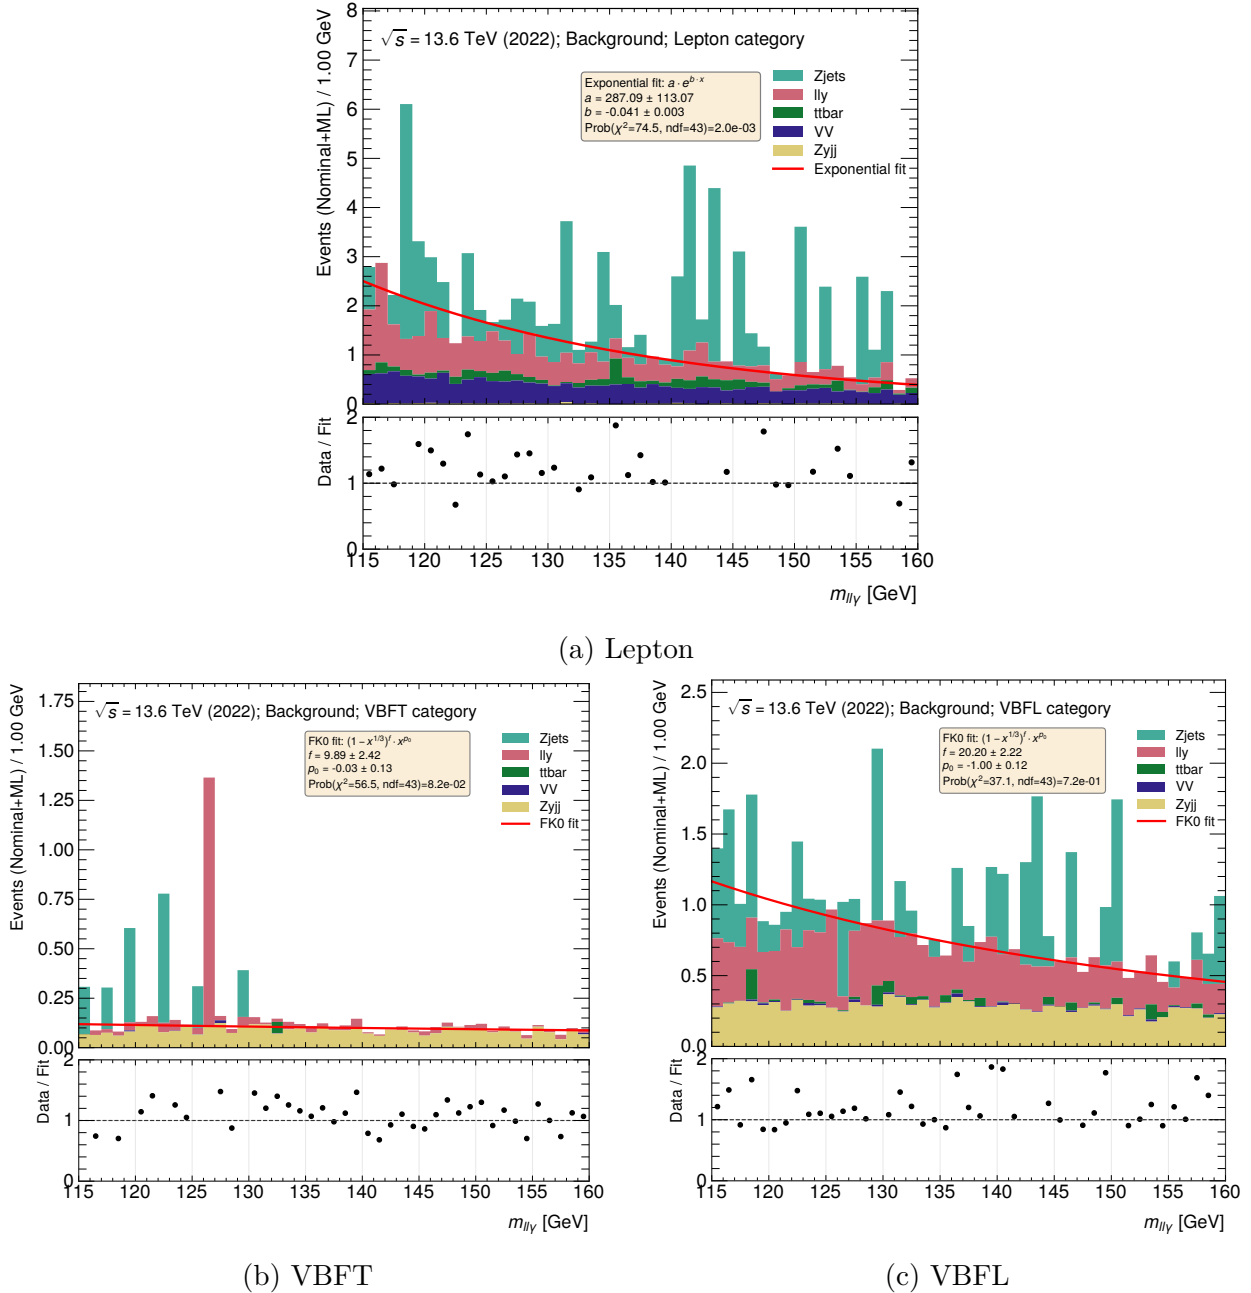 √s = 13.6 TeV (2022); Background; Lepton category
Exponential fit: a · e^{b·x}
a = 287.09 ± 113.07
b = -0.041 ± 0.003
Prob(χ²=74.5, ndf=43)=2.0e-03
Zjets
lly
ttbar
VV
Zyjj
Exponential fit
Events (Nominal+ML) / 1.00 GeV
8
7
6
5
4
3
2
1
0
Data / Fit
2
1
0
115 120 125 130 135 140 145 150 155 160
m_{llγ} [GeV]
(a) Lepton
√s = 13.6 TeV (2022); Background; VBFT category
FK0 fit: (1 − x^{1/3})^f · x^{p₀}
f = 9.89 ± 2.42
p₀ = -0.03 ± 0.13
Prob(χ²=56.5, ndf=43)=8.2e-02
Zjets
lly
ttbar
VV
Zyjj
FK0 fit
Events (Nominal+ML) / 1.00 GeV
1.75
1.50
1.25
1.00
0.75
0.50
0.25
0.00
Data / Fit
2
1
0
115 120 125 130 135 140 145 150 155 160
m_{llγ} [GeV]
(b) VBFT
√s = 13.6 TeV (2022); Background; VBFL category
FK0 fit: (1 − x^{1/3})^f · x^{p₀}
f = 20.20 ± 2.22
p₀ = -1.00 ± 0.12
Prob(χ²=37.1, ndf=43)=7.2e-01
Zjets
lly
ttbar
VV
Zyjj
FK0 fit
Events (Nominal+ML) / 1.00 GeV
2.5
2.0
1.5
1.0
0.5
0.0
Data / Fit
2
1
0
115 120 125 130 135 140 145 150 155 160
m_{llγ} [GeV]
(c) VBFL